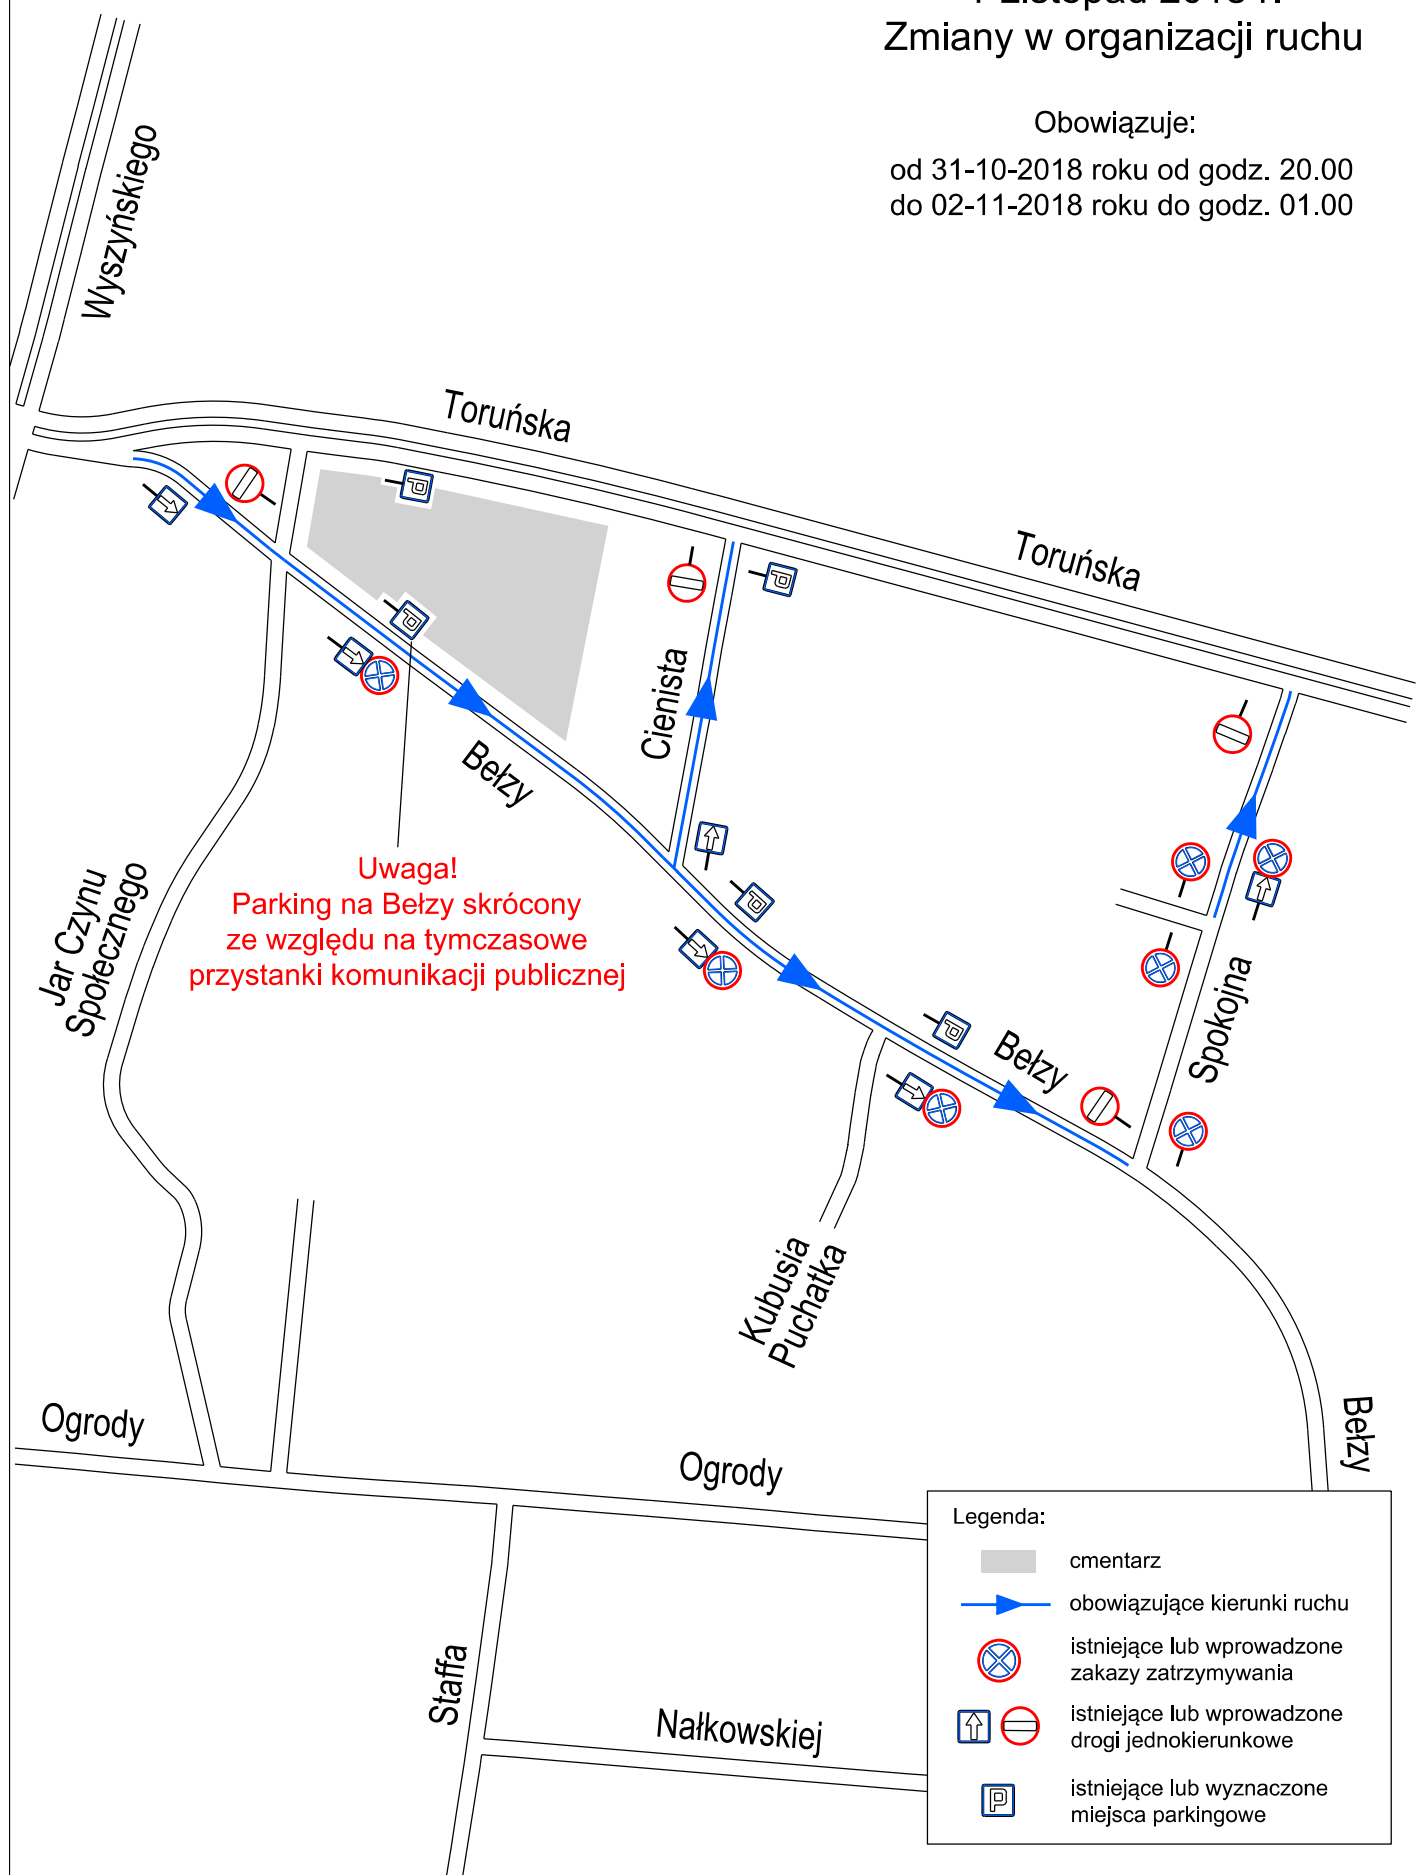 Zmiany w organizacji ruchu
Obowiązuje:
od 31-10-2018 roku od godz. 20.00
do 02-11-2018 roku do godz. 01.00
Wyszyńskiego
Toruńska
Toruńska
Cienista
Bełzy
Uwaga!
Parking na Bełzy skrócony
ze względu na tymczasowe
przystanki komunikacji publicznej
Jar Czynu
Społecznego
Spokojna
Bełzy
Kubusia
Puchatka
Bełzy
Ogrody
Ogrody
Staffa
Nałkowskiej
Legenda:
cmentarz
obowiązujące kierunki ruchu
istniejące lub wprowadzone
zakazy zatrzymywania
istniejące lub wprowadzone
drogi jednokierunkowe
P
istniejące lub wyznaczone
miejsca parkingowe